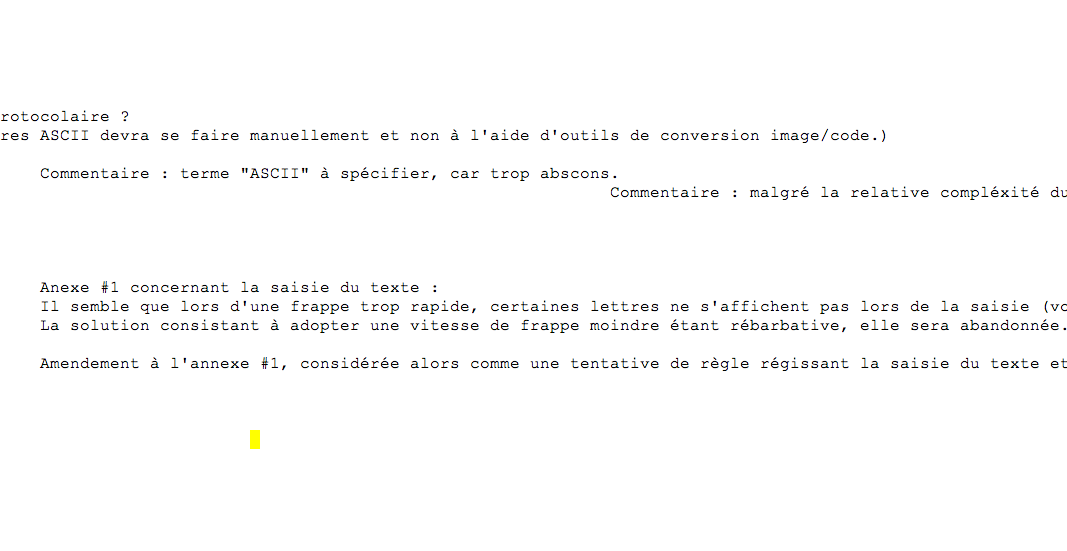 rotocolaire ?
res ASCII devra se faire manuellement et non à l'aide d'outils de conversion image/code.)
Commentaire : terme "ASCII" à spécifier, car trop abscons.
Commentaire : malgré la relative compléxité du
Anexe #1 concernant la saisie du texte :
Il semble que lors d'une frappe trop rapide, certaines lettres ne s'affichent pas lors de la saisie (vo
La solution consistant à adopter une vitesse de frappe moindre étant rébarbative, elle sera abandonnée.
Amendement à l'annexe #1, considérée alors comme une tentative de règle régissant la saisie du texte et